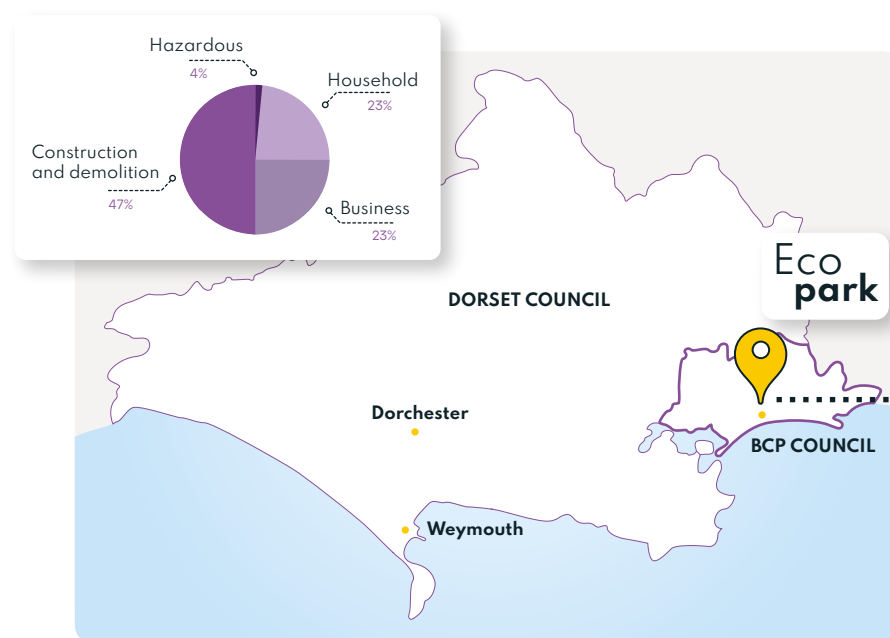 Hazardous
4%
Household
23%
Construction
and demolition
47%
Business
23%
Eco
park
DORSET COUNCIL
Dorchester
BCP COUNCIL
Weymouth